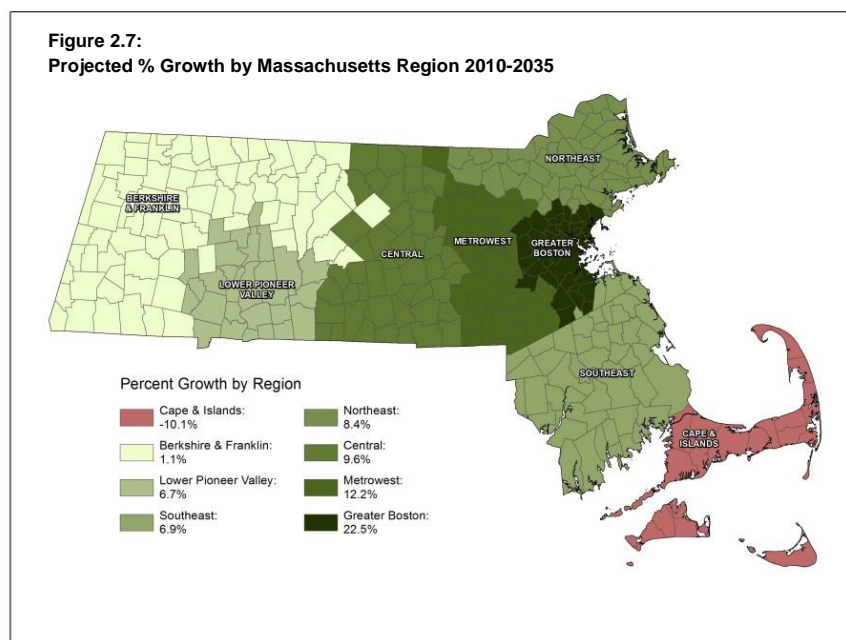 Figure 2.7:
Projected % Growth by Massachusetts Region 2010-2035
NORTHEAST
BERKSHIRE
& FRANKLIN
METROWEST
GREATER
BOSTON
CENTRAL
LOWER PIONEER
VALLEY
SOUTHEAST
CAPE &
ISLANDS
Percent Growth by Region
Cape & Islands:
-10.1%
Berkshire & Franklin:
1.1%
Lower Pioneer Valley:
6.7%
Southeast:
6.9%
Northeast:
8.4%
Central:
9.6%
Metrowest:
12.2%
Greater Boston:
22.5%